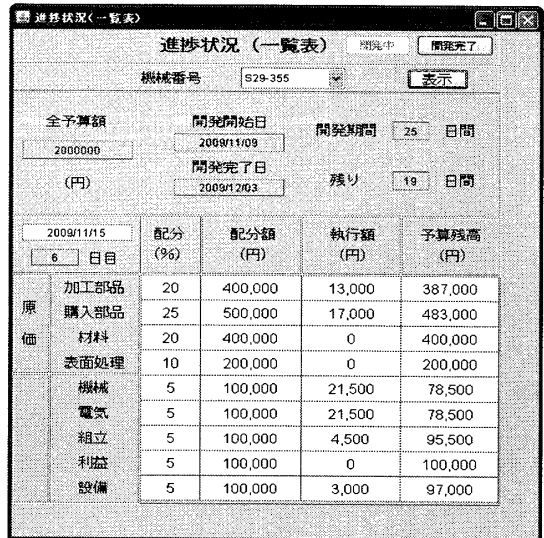 進捗状況(一覧表)
進捗状況 (一覧表) 開発中 開発完了
機械番号 S29-355 表示
全予算額 開発開始日 開発期間 25 日間
2000000 2009/11/09
(円) 開発完了日 残り 19 日間
2009/12/03
2009/11/15 配分 配分額 執行額 予算残高
6 日目 (%) (円) (円) (円)
原価 加工部品 20 400,000 13,000 387,000
購入部品 25 500,000 17,000 483,000
材料 20 400,000 0 400,000
表面処理 10 200,000 0 200,000
機械 5 100,000 21,500 78,500
電気 5 100,000 21,500 78,500
組立 5 100,000 4,500 95,500
利益 5 100,000 0 100,000
設備 5 100,000 3,000 97,000